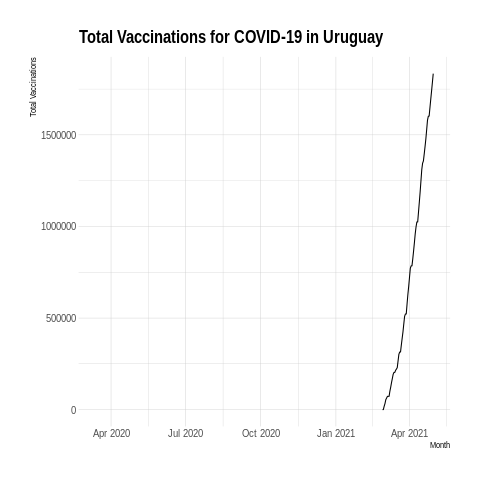 Total Vaccinations for COVID-19 in Uruguay
Total Vaccinations
1500000
1000000
500000
0
Apr 2020 Jul 2020 Oct 2020 Jan 2021 Apr 2021
Month